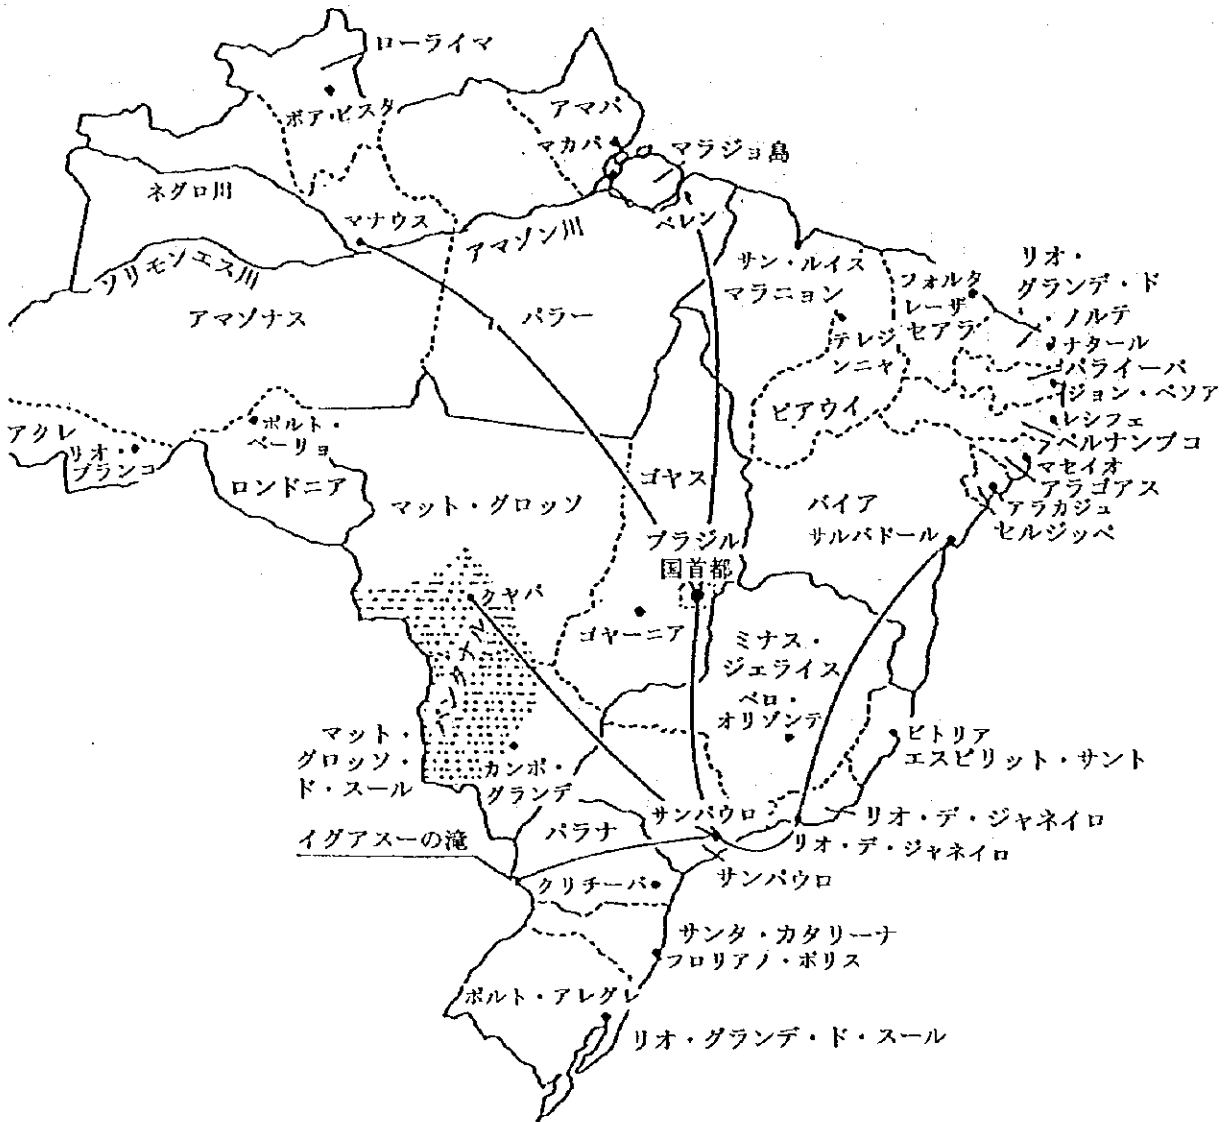 ローライマ
ボア・ビスタ
アマパ
マカパ
マラジョ島
ネグロ川
マナウス
アマゾン川
ベレン
ソリモンエス川
アマゾナス
パラー
サン・ルイス
マラニョン
フォルタ
レーザ
セアラ
リオ・
グランデ・ド
・ノルテ
ナタール
パライーバ
ジョン・ペソア
レシフェ
ペルナンブコ
マセイオ
アラゴアス
アラカジュ
セルジッペ
テレジ
ンニャ
ピアウイ
アクレ
リオ・
ブランコ
ポルト・
ベーリョ
ロンドニア
マット・グロッソ
ゴヤス
バイア
サルバドール
ブラジル
国首都
クヤバ
パンタナル
ゴヤーニア
ミナス・
ジェライス
ベロ・
オリゾンテ
ビトリア
エスピリット・サント
マット・
グロッソ・
ド・スール
カンポ・
グランデ
サンパウロ
リオ・デ・ジャネイロ
リオ・デ・ジャネイロ
パラナ
イグアスーの滝
サンパウロ
クリチーバ
サンタ・カタリーナ
フロリアノ・ポリス
ポルト・アレグレ
リオ・グランデ・ド・スール